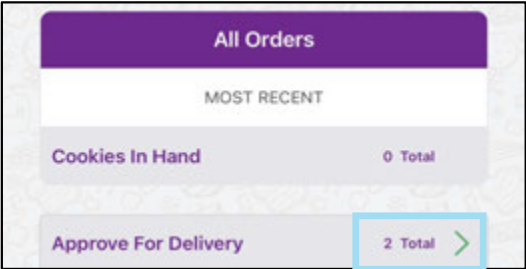 All Orders
MOST RECENT
Cookies In Hand 0 Total
Approve For Delivery 2 Total